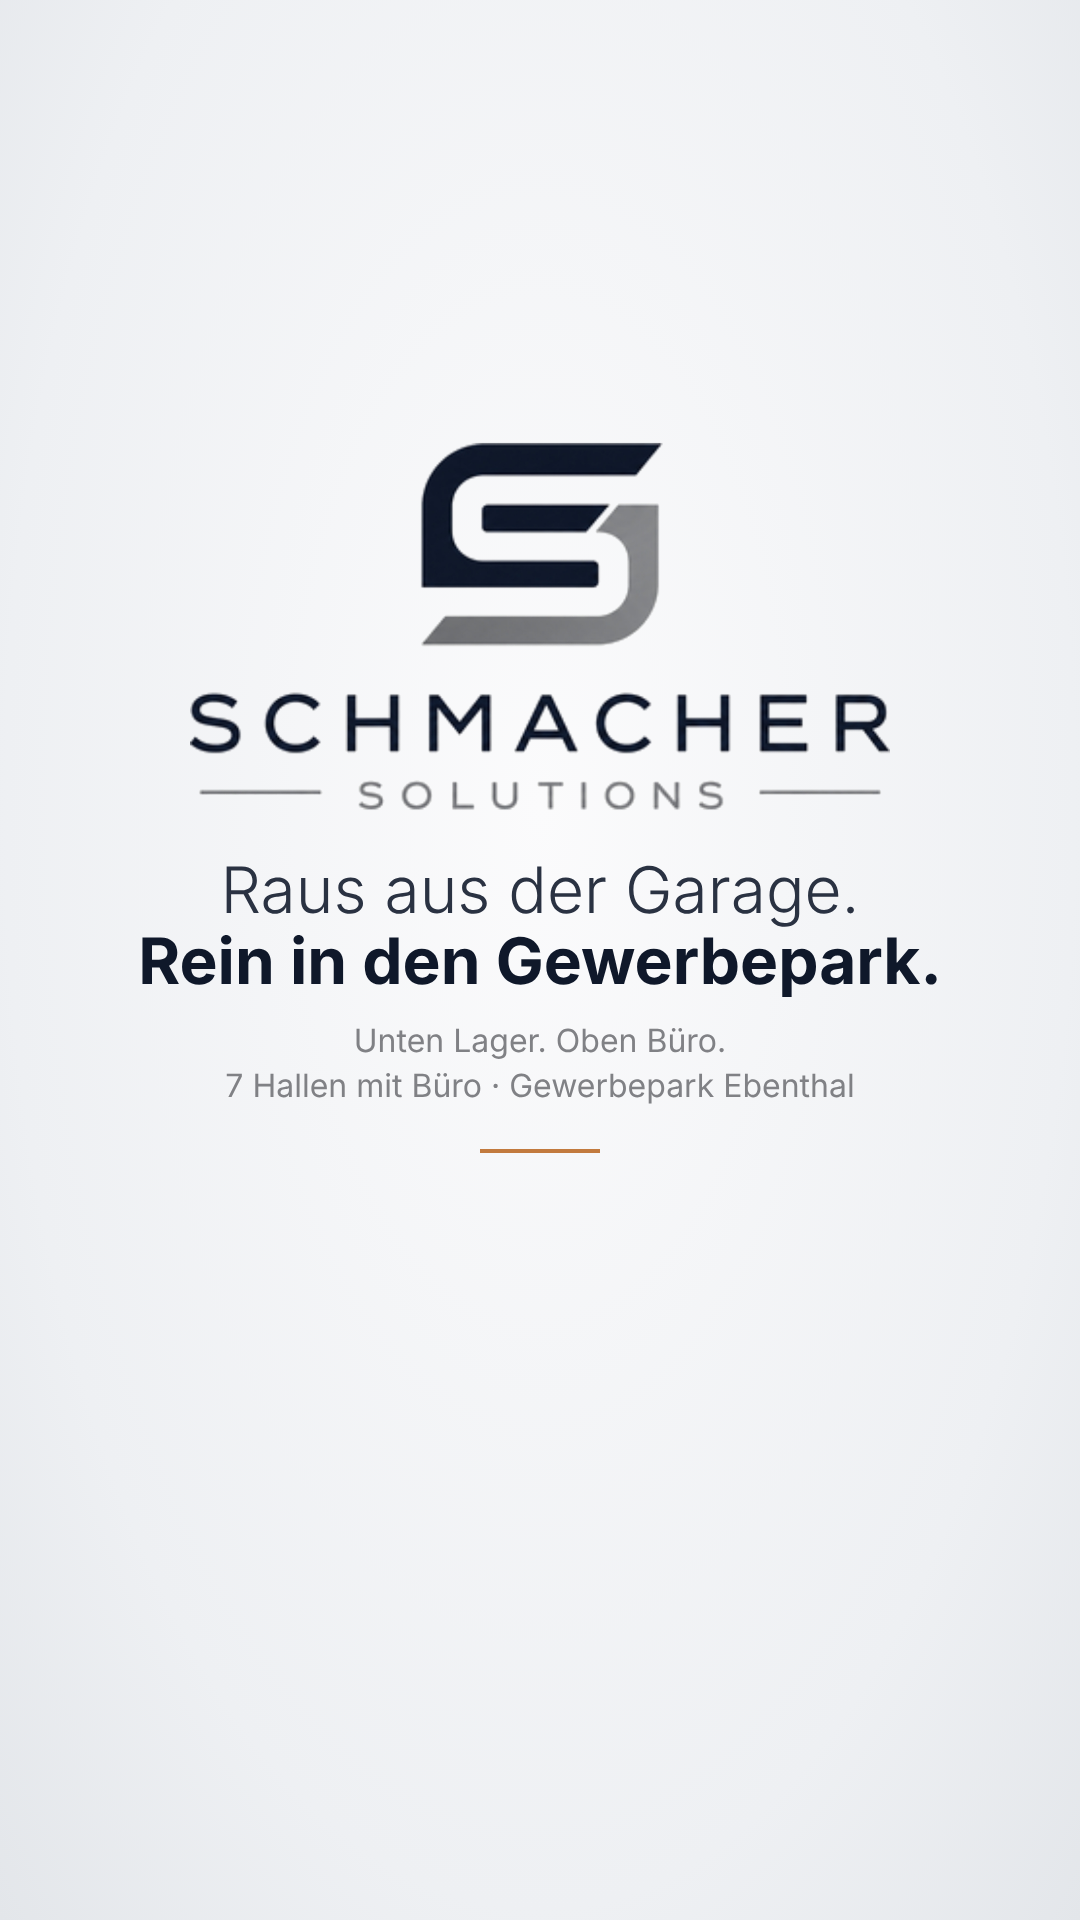 SCHMACHER
SOLUTIONS
Raus aus der Garage.
Rein in den Gewerbepark.
Unten Lager. Oben Büro.
7 Hallen mit Büro · Gewerbepark Ebenthal